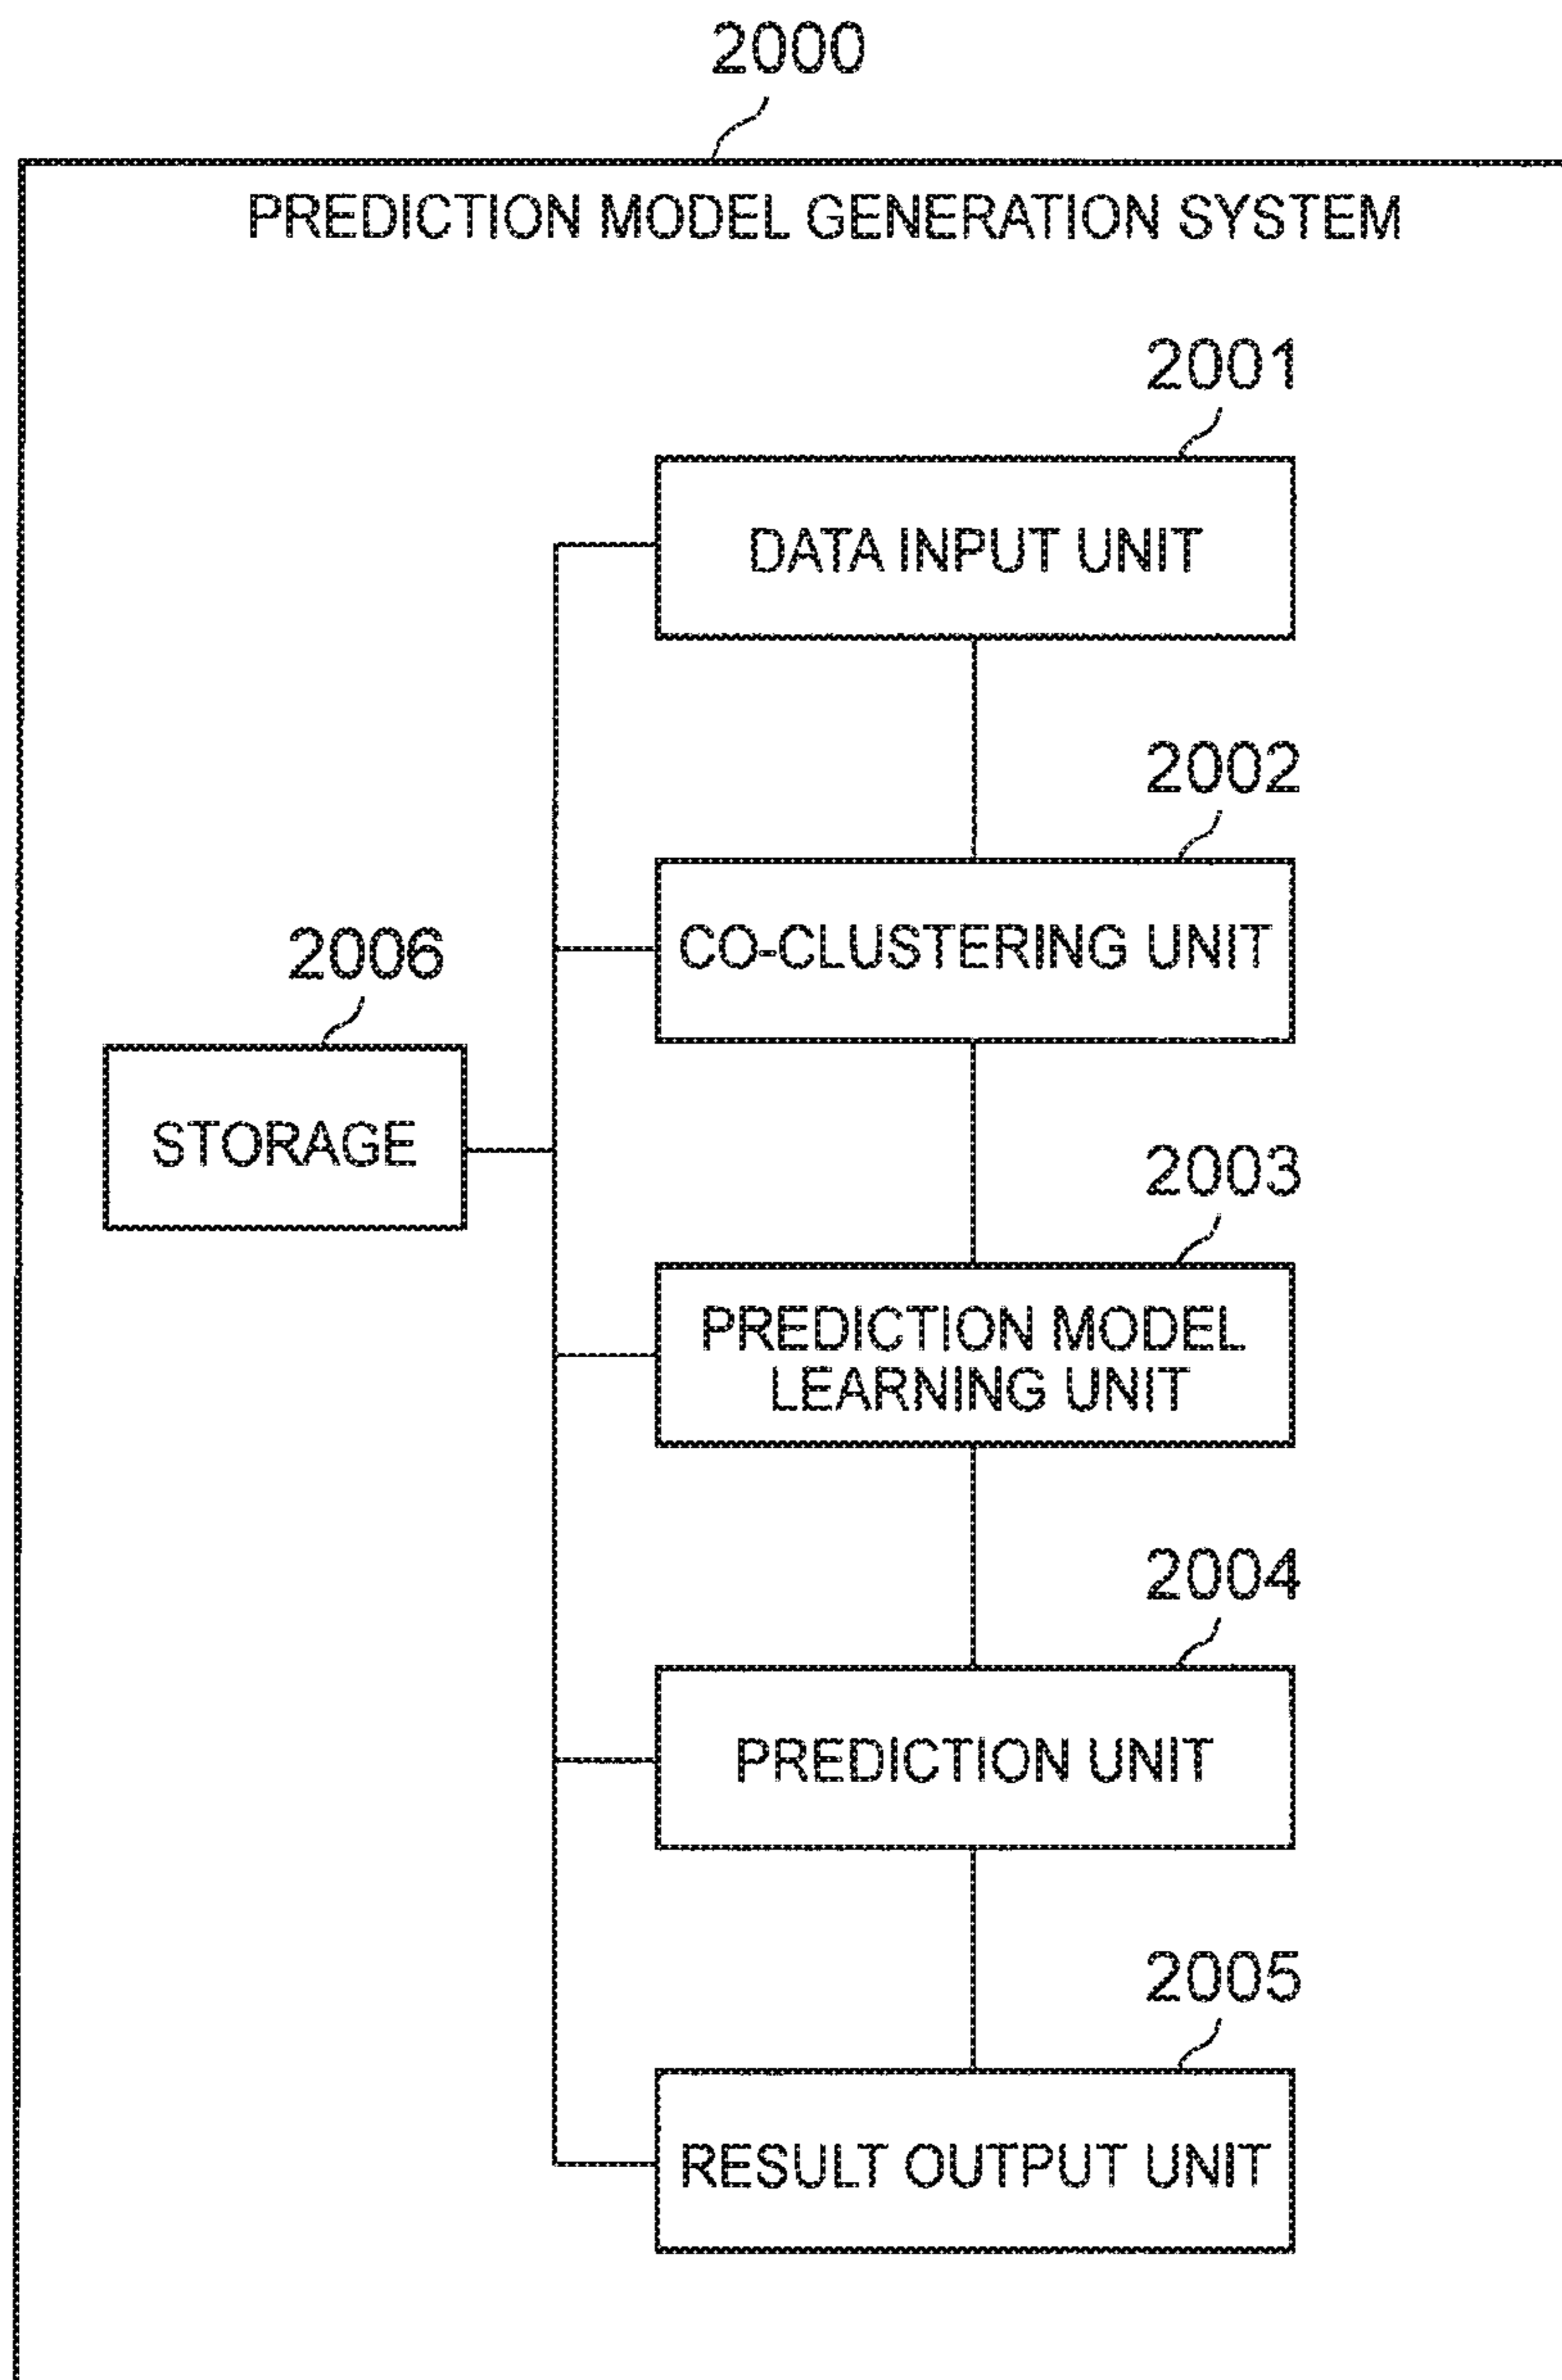 2000
PREDICTION MODEL GENERATION SYSTEM
2001
DATA INPUT UNIT
2002
CO-CLUSTERING UNIT
2006
STORAGE
2003
PREDICTION MODEL
LEARNING UNIT
2004
PREDICTION UNIT
2005
RESULT OUTPUT UNIT